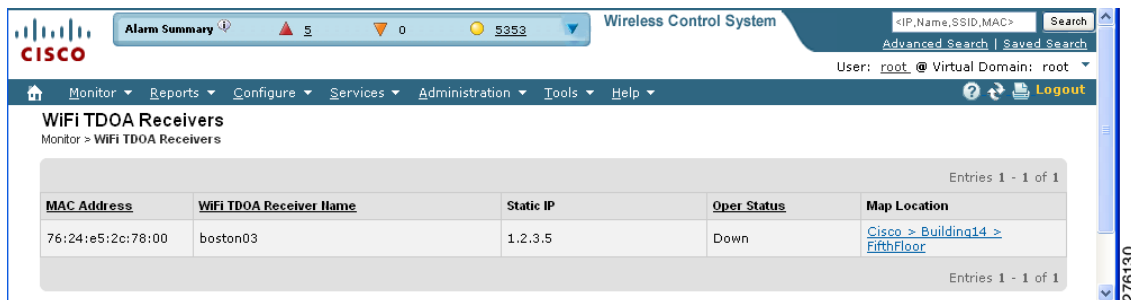 Alarm Summary 5 0 5353 Wireless Control System <IP,Name,SSID,MAC> Search
CISCO
Advanced Search | Saved Search
User: root @ Virtual Domain: root
Monitor Reports Configure Services Administration Tools Help Logout
WiFi TDOA Receivers
Monitor > WiFi TDOA Receivers
Entries 1 - 1 of 1
MAC Address WiFi TDOA Receiver Name Static IP Oper Status Map Location
76:24:e5:2c:78:00 boston03 1.2.3.5 Down Cisco > Building14 >
FifthFloor
Entries 1 - 1 of 1
276130